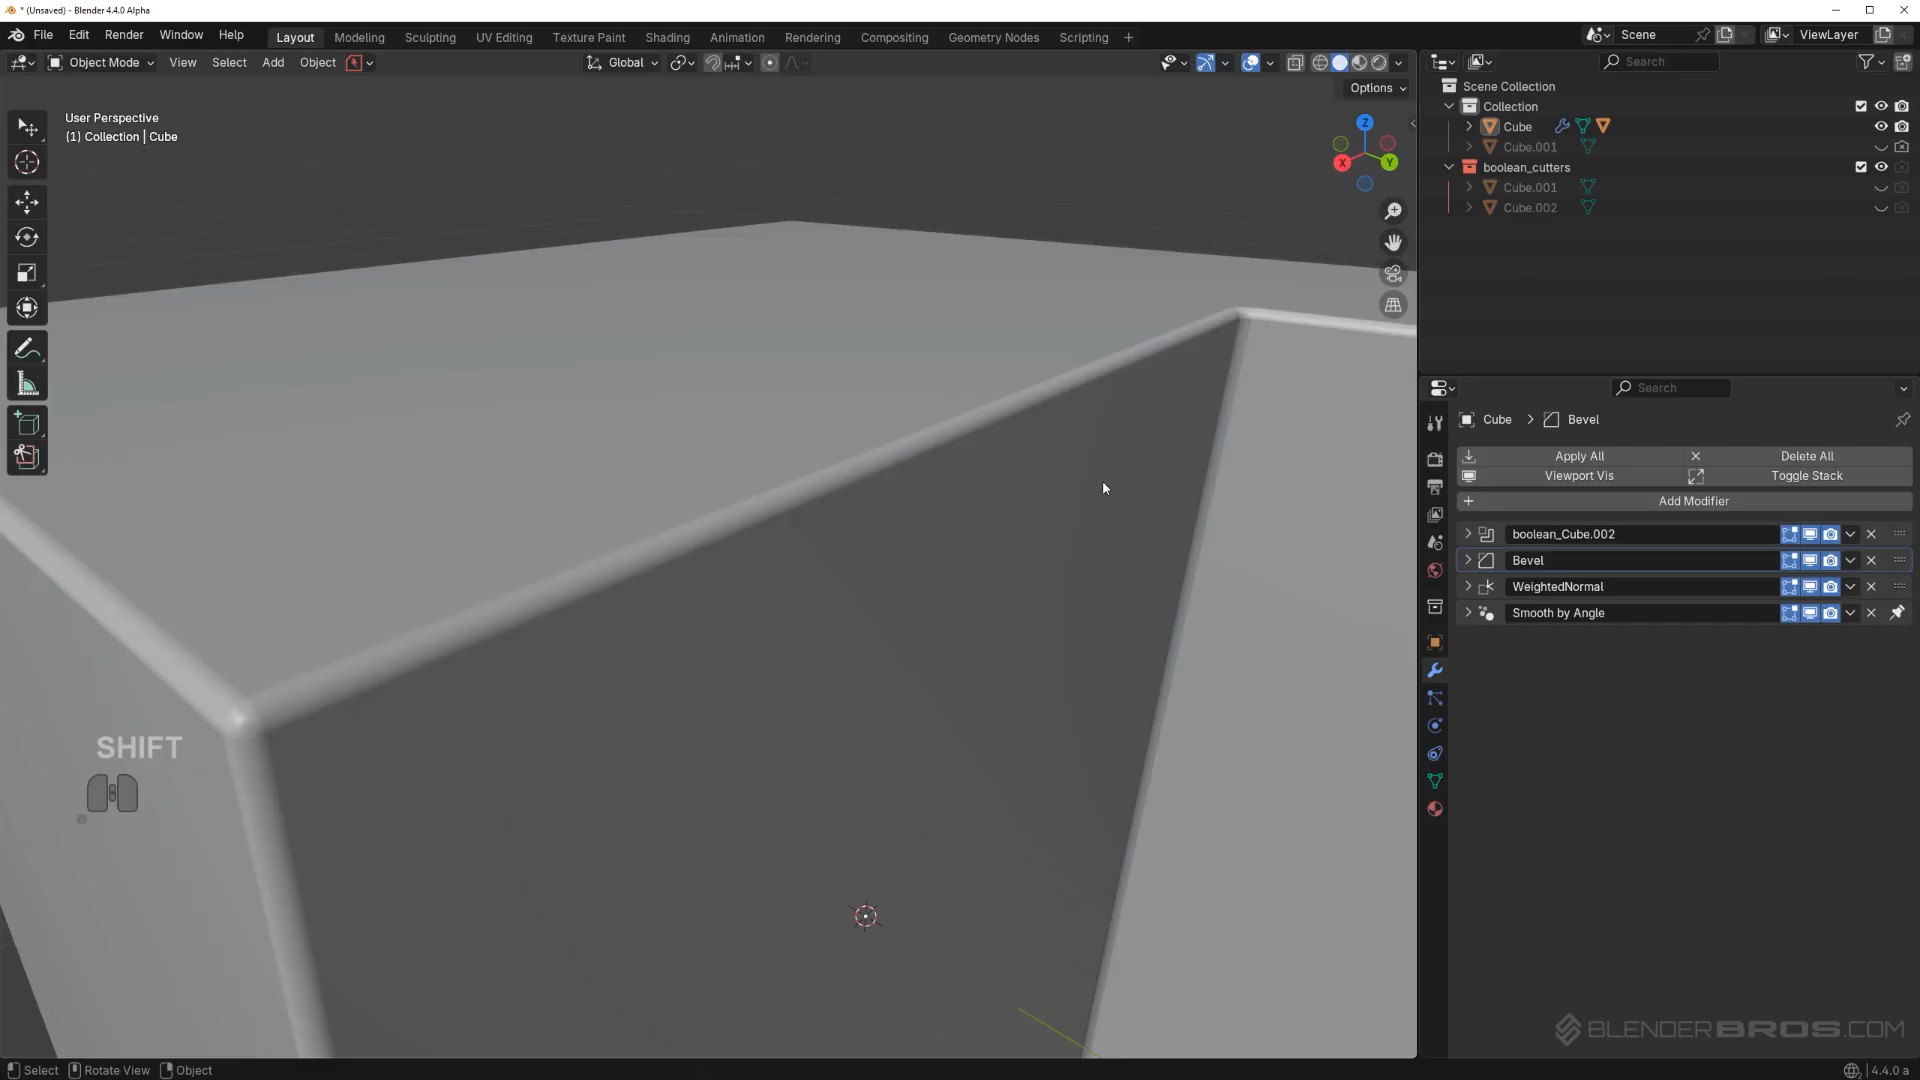 * (Unsaved) - Blender 4.4.0 Alpha
File Edit Render Window Help Layout Modeling Sculpting UV Editing Texture Paint Shading Animation Rendering Compositing Geometry Nodes Scripting + Scene ViewLayer
Object Mode View Select Add Object Global Search
Options
User Perspective
(1) Collection | Cube
Z
X
Y
Scene Collection
Collection
Cube
Cube.001
boolean_cutters
Cube.001
Cube.002
Search
Cube > Bevel
Apply All Delete All
Viewport Vis Toggle Stack
Add Modifier
boolean_Cube.002
Bevel
WeightedNormal
Smooth by Angle
SHIFT
BLENDERBROS.COM
Select Rotate View Object 4.4.0 a